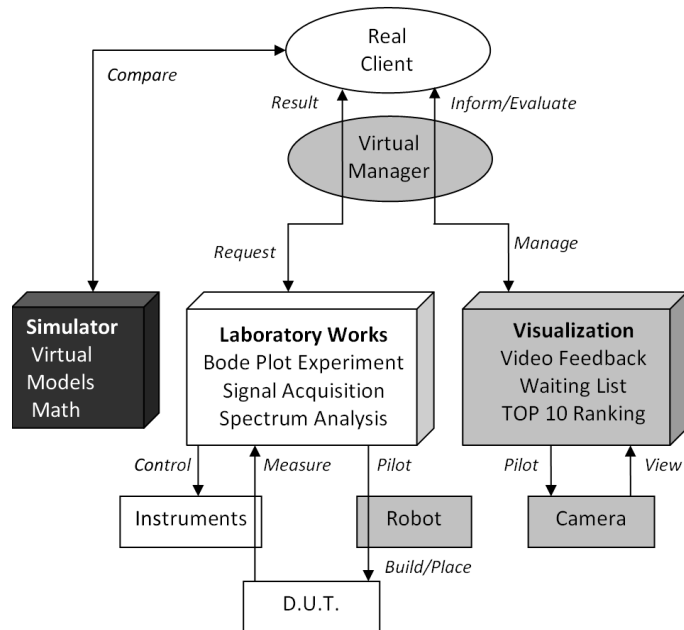 Real
Client
Compare
Result
Inform/Evaluate
Virtual
Manager
Request
Manage
Simulator
Virtual
Models
Math
Laboratory Works
Bode Plot Experiment
Signal Acquisition
Spectrum Analysis
Visualization
Video Feedback
Waiting List
TOP 10 Ranking
Control
Measure
Pilot
Pilot
View
Instruments
Robot
Camera
Build/Place
D.U.T.